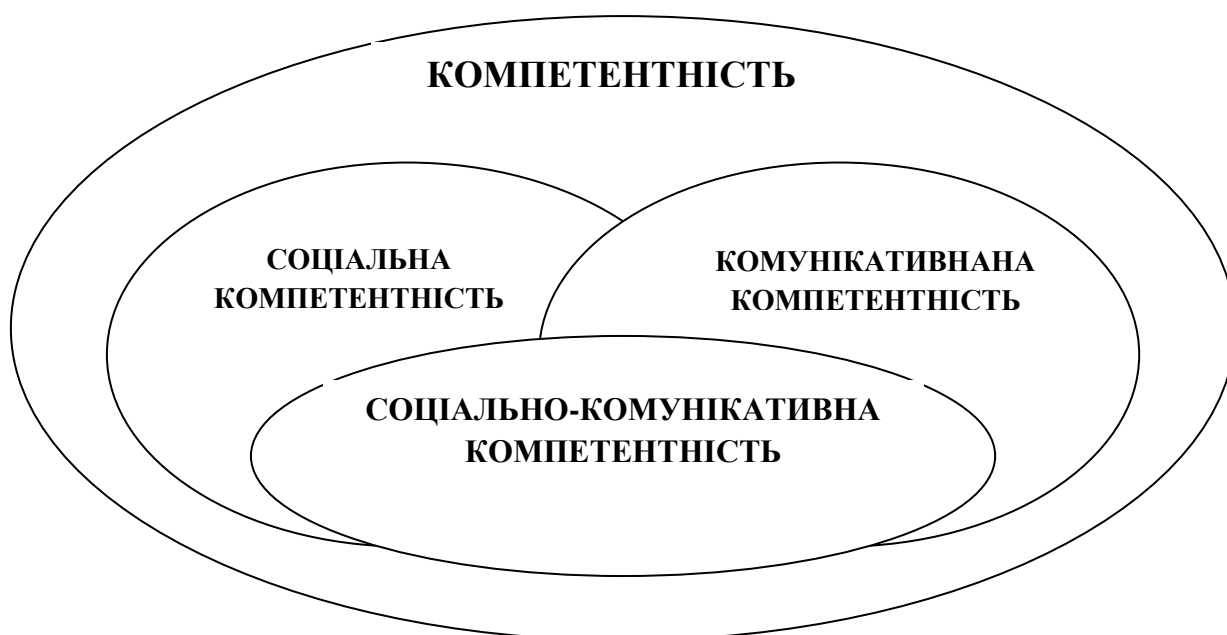 КОМПЕТЕНТНІСТЬ
СОЦІАЛЬНА
КОМПЕТЕНТНІСТЬ
КОМУНІКАТИВНАНА
КОМПЕТЕНТНІСТЬ
СОЦІАЛЬНО-КОМУНІКАТИВНА
КОМПЕТЕНТНІСТЬ